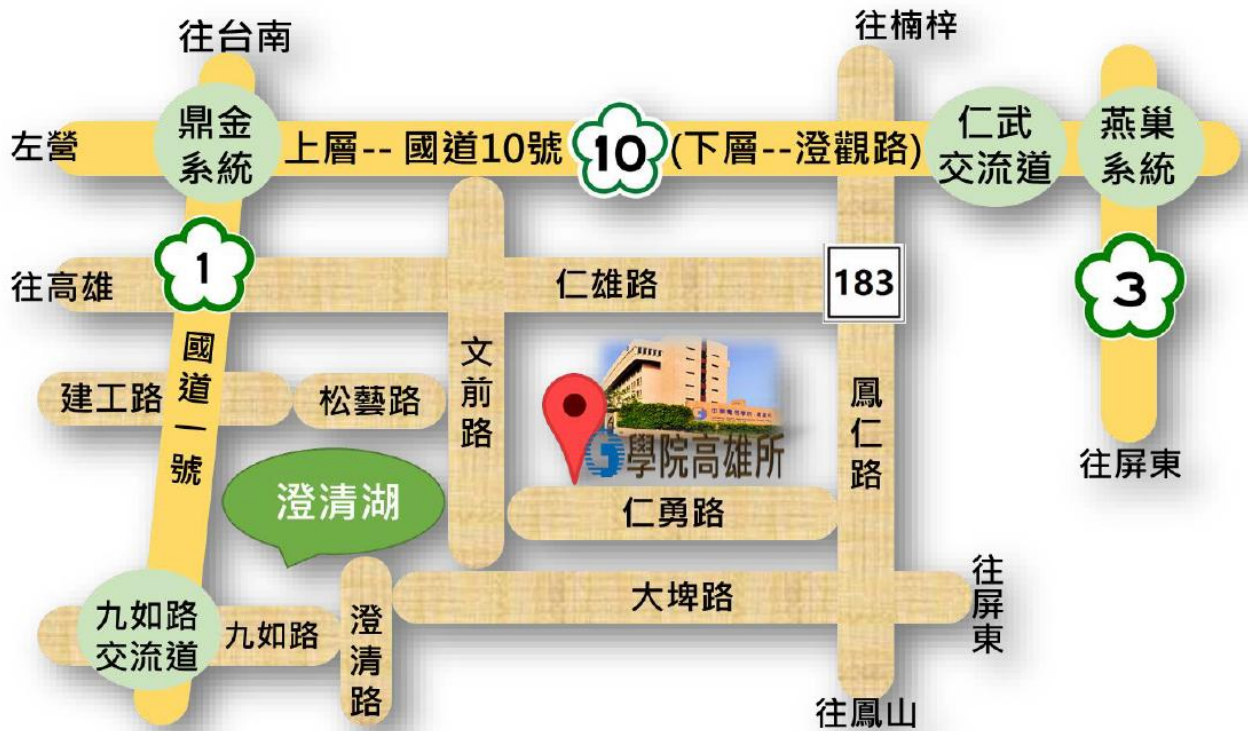 往台南
往楠梓
左營
鼎金
系統
上層-- 國道10號
10
(下層--澄觀路)
仁武
交流道
燕巢
系統
1
往高雄
仁雄路
183
3
國道一號
文前路
鳳仁路
建工路
松藝路
學院高雄所
往屏東
澄清湖
仁勇路
大埤路
往屏東
九如路
交流道
九如路
澄清路
往鳳山